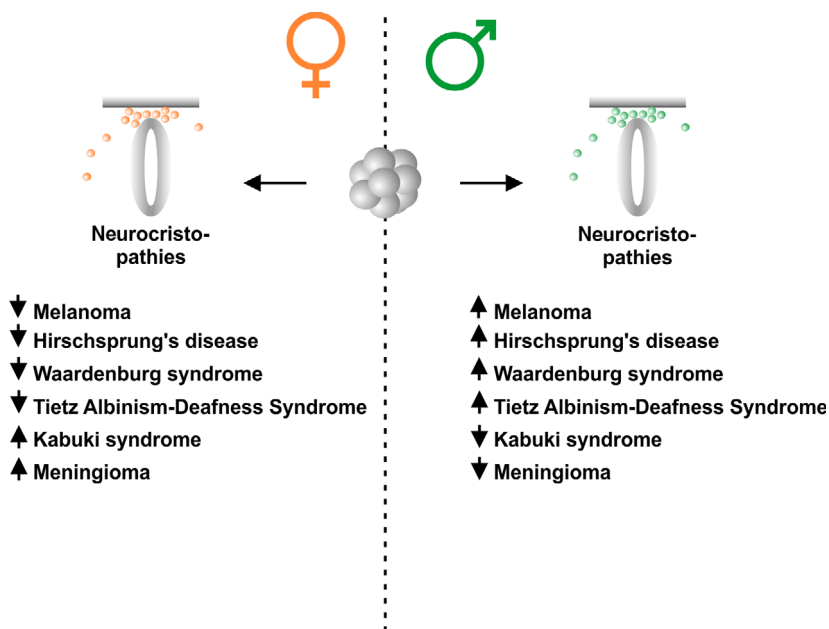 Neurocristo-
pathies
Melanoma
Hirschsprung's disease
Waardenburg syndrome
Tietz Albinism-Deafness Syndrome
Kabuki syndrome
Meningioma
Neurocristo-
pathies
Melanoma
Hirschsprung's disease
Waardenburg syndrome
Tietz Albinism-Deafness Syndrome
Kabuki syndrome
Meningioma